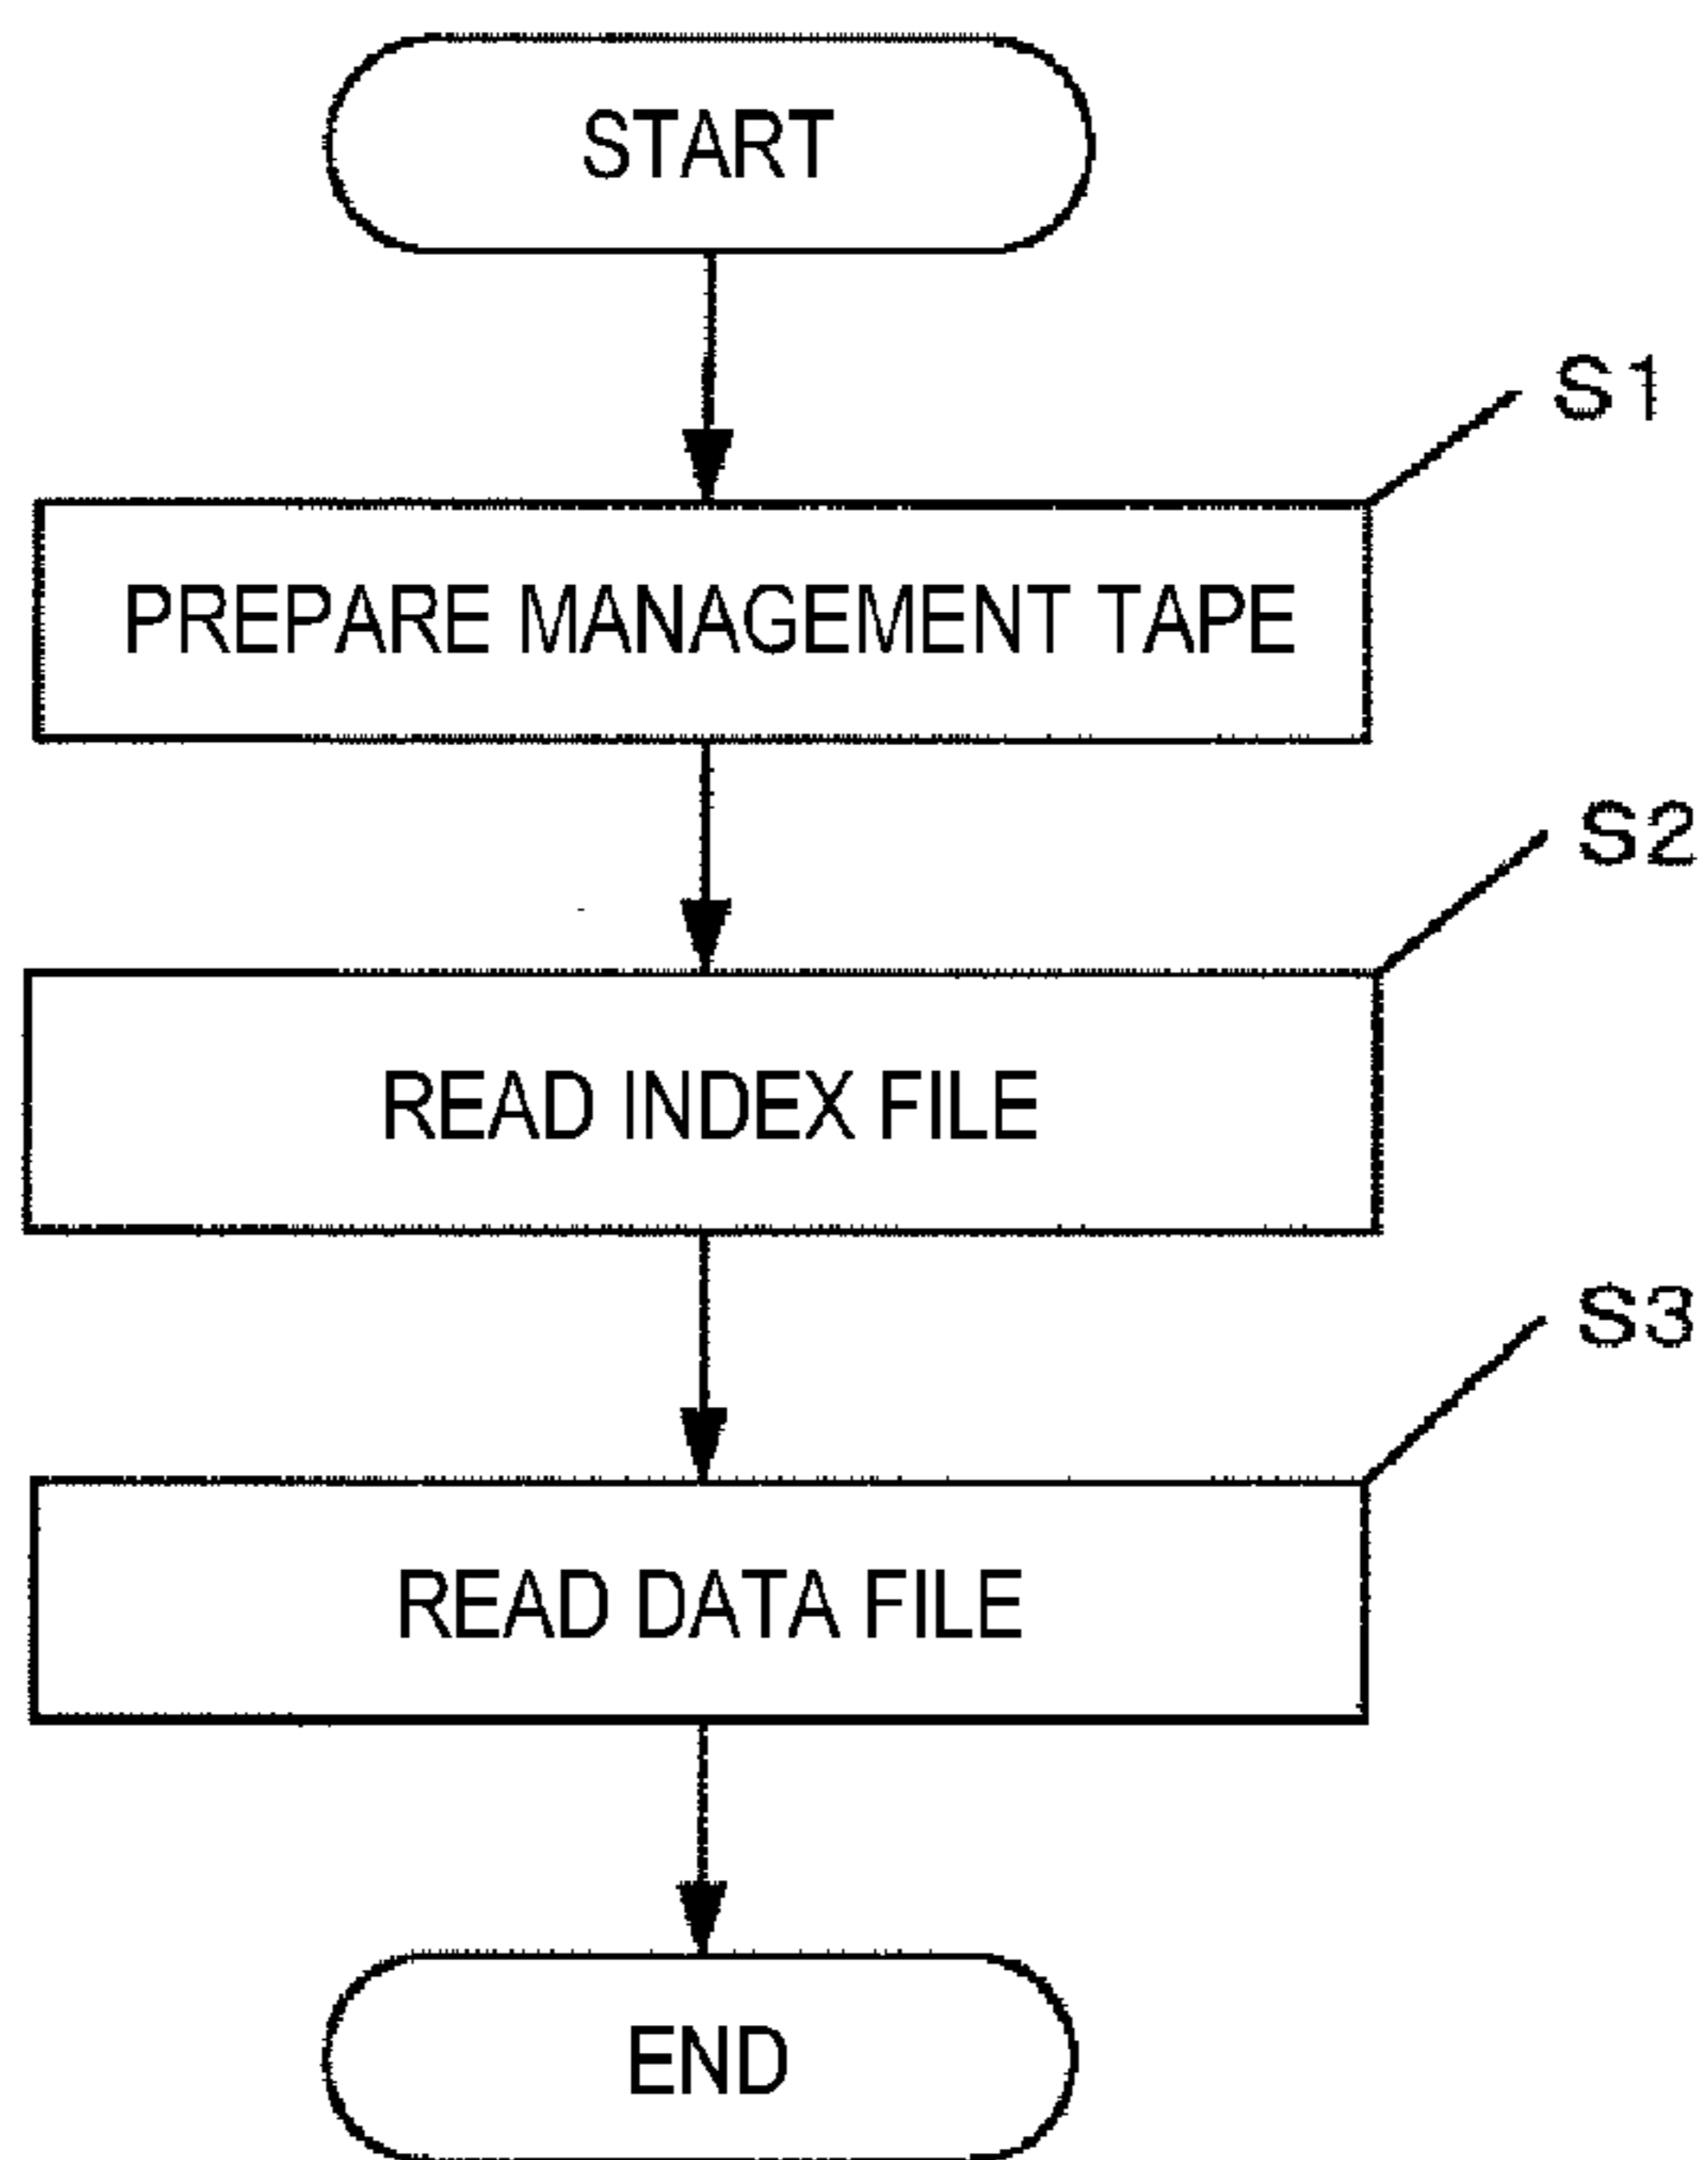 START
S1
PREPARE MANAGEMENT TAPE
S2
READ INDEX FILE
S3
READ DATA FILE
END